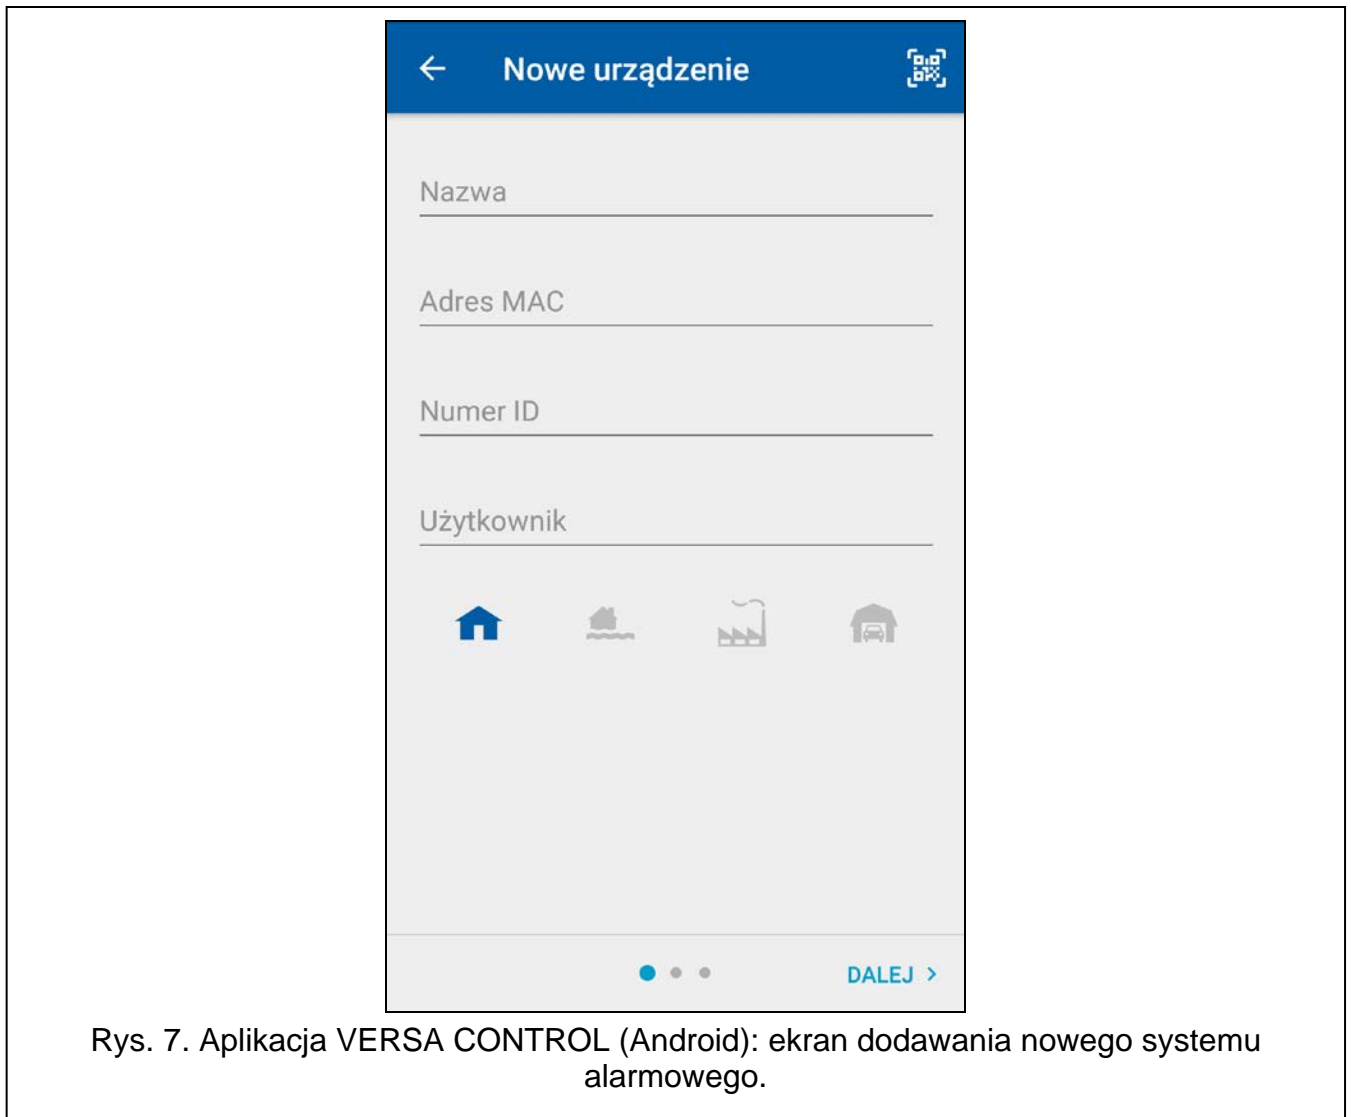 Nowe urządzenie
Nazwa
Adres MAC
Numer ID
Użytkownik
DALEJ >
Rys. 7. Aplikacja VERSA CONTROL (Android): ekran dodawania nowego systemu
alarmowego.